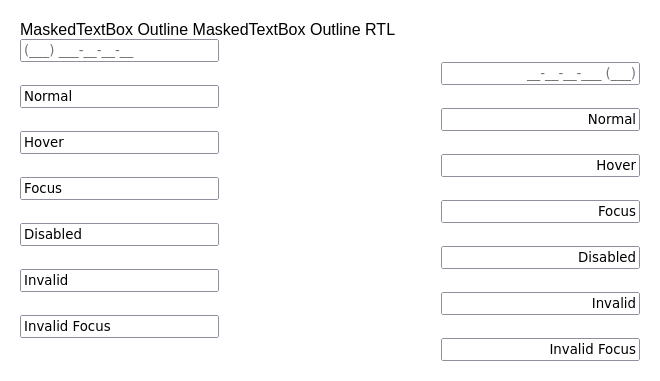 MaskedTextBox Outline MaskedTextBox Outline RTL
(___) ___-__-__-__
__-__-__-___ (___)
Normal
Normal
Hover
Hover
Focus
Focus
Disabled
Disabled
Invalid
Invalid
Invalid Focus
Invalid Focus